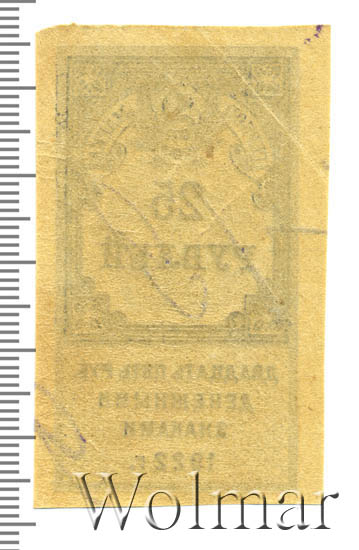 25
РУБЛЕЙ
ДВАДЦАТЬ ПЯТЬ РУБ
ДЕНЕЖНЫМИ
ЗНАКАМИ
1922 г.
Wolmar